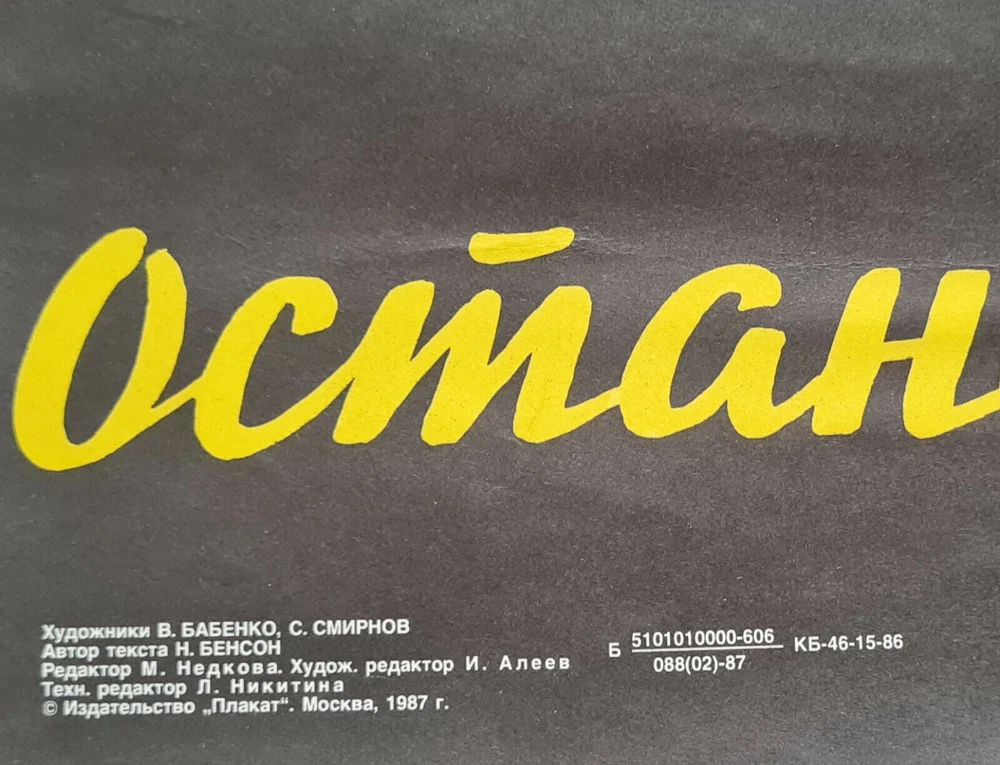 Остан
Художники В. БАБЕНКО, С. СМИРНОВ
Автор текста Н. БЕНСОН
Редактор М. Недкова. Худож. редактор И. Алеев
Техн. редактор Л. Никитина
© Издательство „Плакат“. Москва, 1987 г.
Б 5101010000-606 КБ-46-15-86
088(02)-87